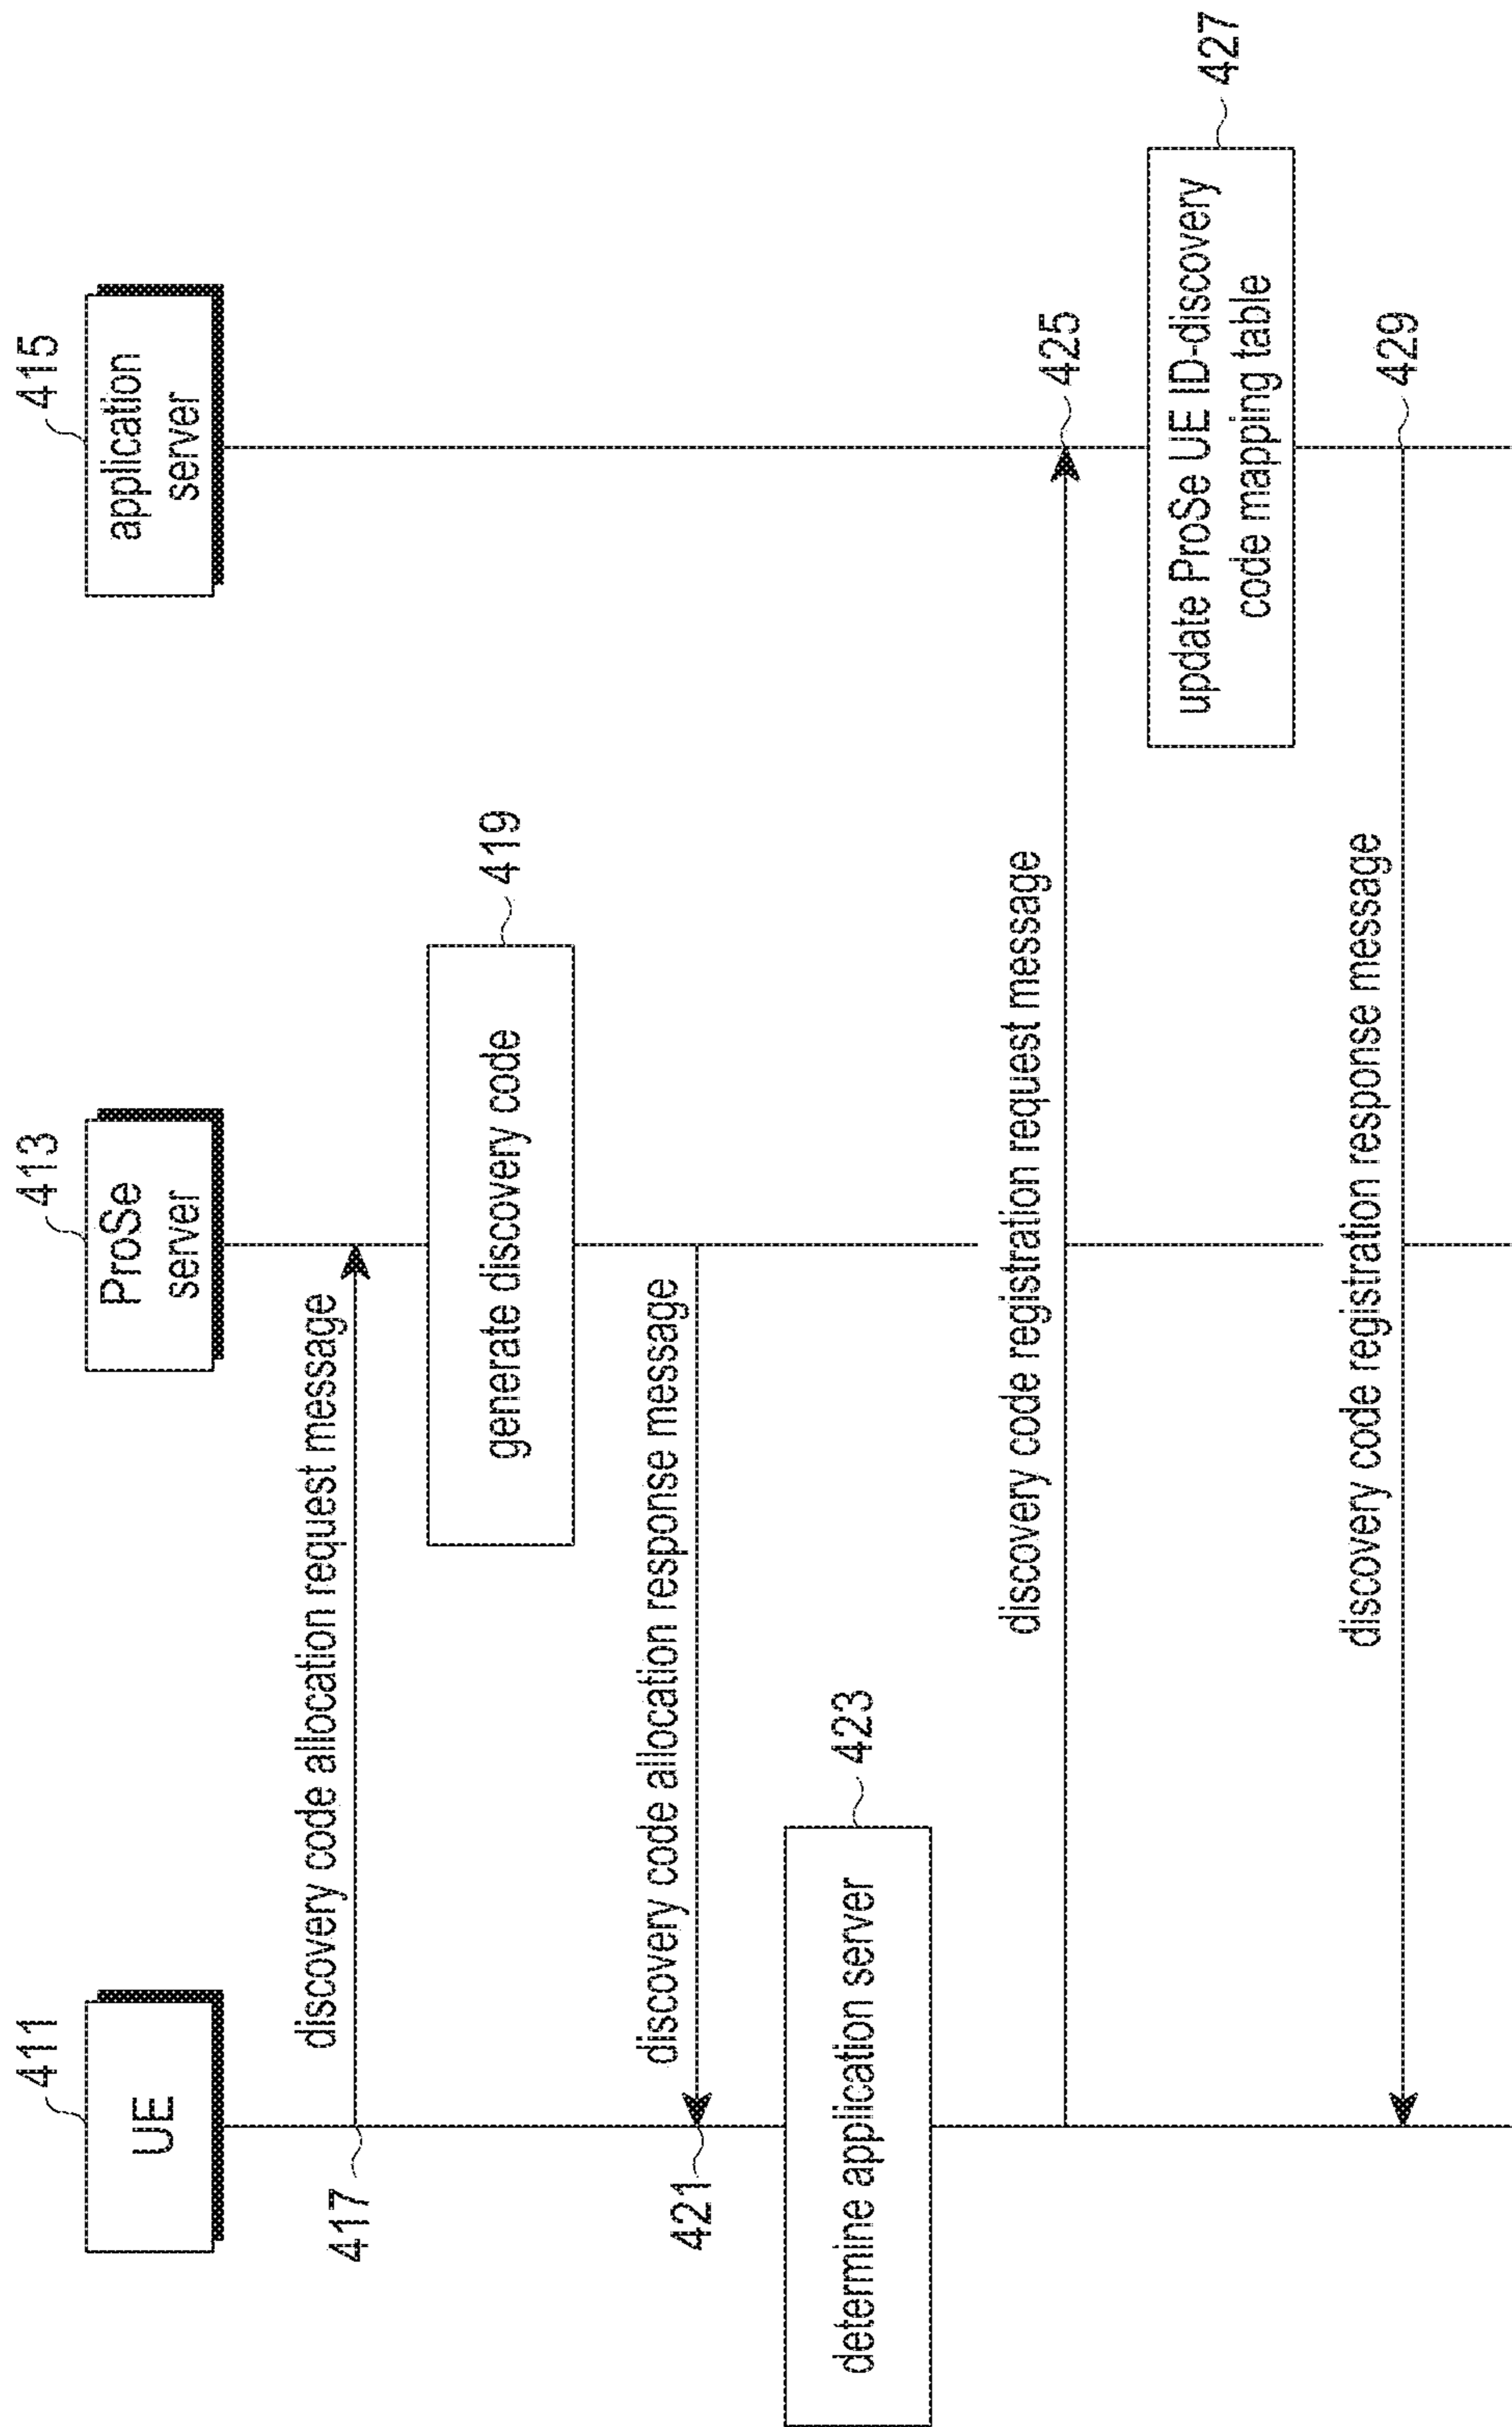 411
UE
413
ProSe
server
415
application
server
417
discovery code allocation request message
generate discovery code
419
421
discovery code allocation response message
determine application server
423
discovery code registration request message
425
update ProSe UE ID-discovery
code mapping table
427
discovery code registration response message
429